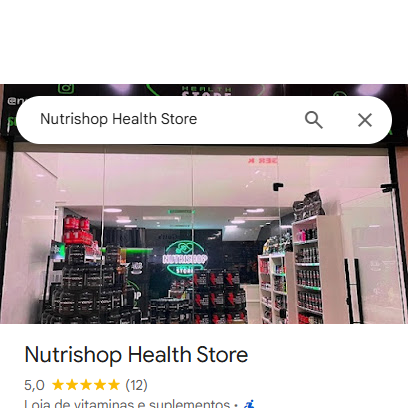 HEALTH
STORE
Nutrishop Health Store
NUTRISHOP
STORE
Nutrishop Health Store
5,0 (12)
Loja de vitaminas e suplementos ·